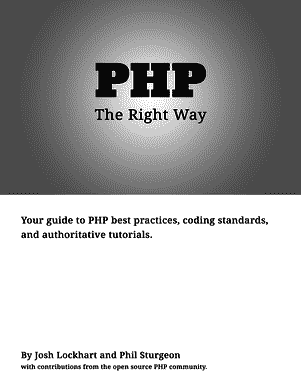 PHP
The Right Way
Your guide to PHP best practices, coding standards,
and authoritative tutorials.
By Josh Lockhart and Phil Sturgeon
with contributions from the open source PHP community.